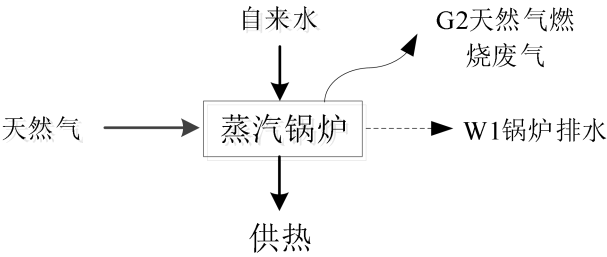 自来水
G2天然气燃
烧废气
天然气
蒸汽锅炉
W1锅炉排水
供热